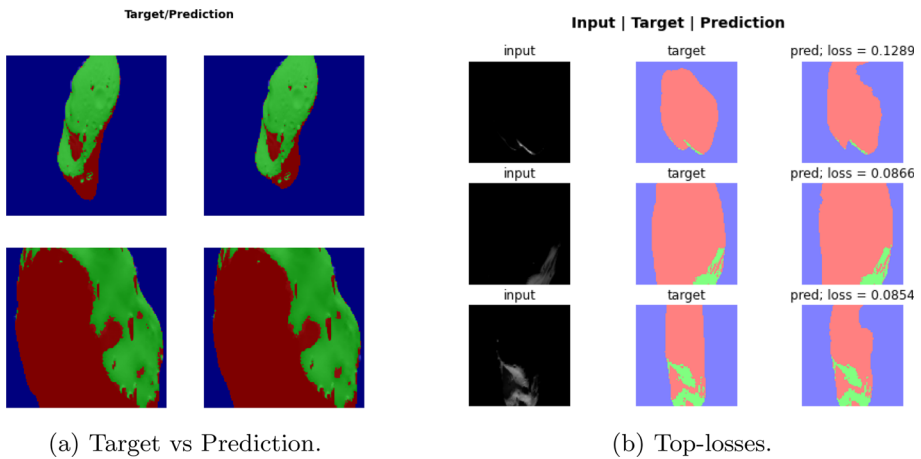 Target/Prediction
Input | Target | Prediction
input target pred; loss = 0.1289
input target pred; loss = 0.0866
input target pred; loss = 0.0854
(a) Target vs Prediction.
(b) Top-losses.